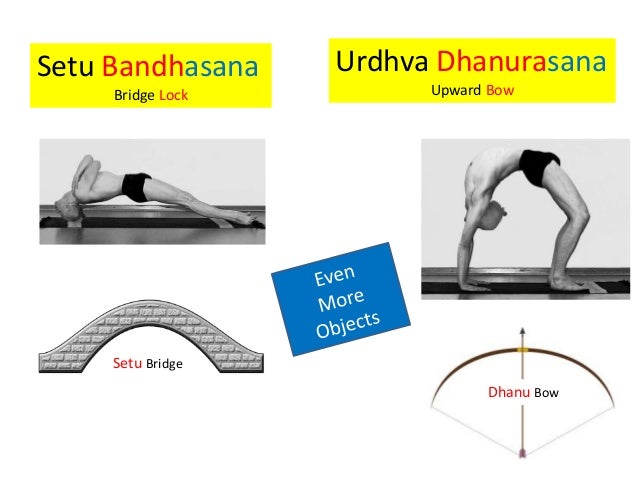 Setu Bandhasana
Bridge Lock
Urdhva Dhanurasana
Upward Bow
Even
More
Objects
Setu Bridge
Dhanu Bow